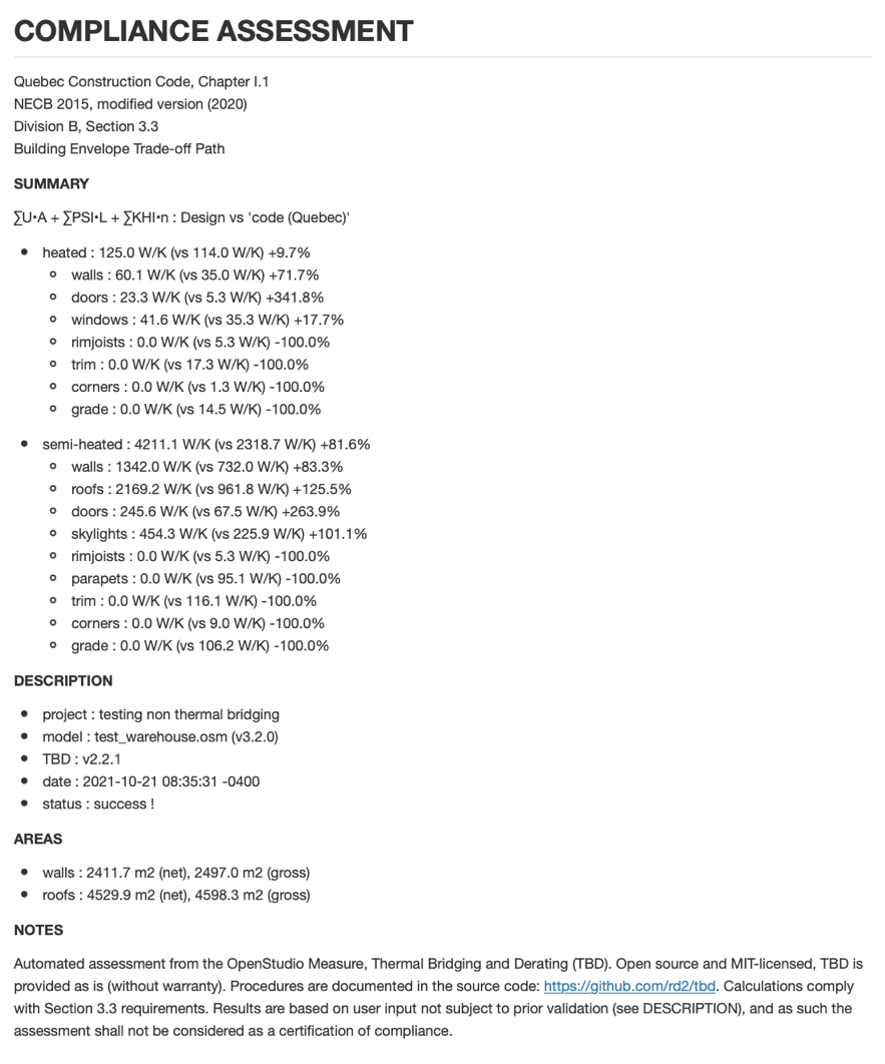 COMPLIANCE ASSESSMENT
Quebec Construction Code, Chapter I.1
NECB 2015, modified version (2020)
Division B, Section 3.3
Building Envelope Trade-off Path
SUMMARY
∑U•A + ∑PSI•L + ∑KHI•n : Design vs 'code (Quebec)'
• heated : 125.0 W/K (vs 114.0 W/K) +9.7%
◦ walls : 60.1 W/K (vs 35.0 W/K) +71.7%
◦ doors : 23.3 W/K (vs 5.3 W/K) +341.8%
◦ windows : 41.6 W/K (vs 35.3 W/K) +17.7%
◦ rimjoists : 0.0 W/K (vs 5.3 W/K) -100.0%
◦ trim : 0.0 W/K (vs 17.3 W/K) -100.0%
◦ corners : 0.0 W/K (vs 1.3 W/K) -100.0%
◦ grade : 0.0 W/K (vs 14.5 W/K) -100.0%
• semi-heated : 4211.1 W/K (vs 2318.7 W/K) +81.6%
◦ walls : 1342.0 W/K (vs 732.0 W/K) +83.3%
◦ roofs : 2169.2 W/K (vs 961.8 W/K) +125.5%
◦ doors : 245.6 W/K (vs 67.5 W/K) +263.9%
◦ skylights : 454.3 W/K (vs 225.9 W/K) +101.1%
◦ rimjoists : 0.0 W/K (vs 5.3 W/K) -100.0%
◦ parapets : 0.0 W/K (vs 95.1 W/K) -100.0%
◦ trim : 0.0 W/K (vs 116.1 W/K) -100.0%
◦ corners : 0.0 W/K (vs 9.0 W/K) -100.0%
◦ grade : 0.0 W/K (vs 106.2 W/K) -100.0%
DESCRIPTION
• project : testing non thermal bridging
• model : test_warehouse.osm (v3.2.0)
• TBD : v2.2.1
• date : 2021-10-21 08:35:31 -0400
• status : success !
AREAS
• walls : 2411.7 m2 (net), 2497.0 m2 (gross)
• roofs : 4529.9 m2 (net), 4598.3 m2 (gross)
NOTES
Automated assessment from the OpenStudio Measure, Thermal Bridging and Derating (TBD). Open source and MIT-licensed, TBD is
provided as is (without warranty). Procedures are documented in the source code: https://github.com/rd2/tbd. Calculations comply
with Section 3.3 requirements. Results are based on user input not subject to prior validation (see DESCRIPTION), and as such the
assessment shall not be considered as a certification of compliance.